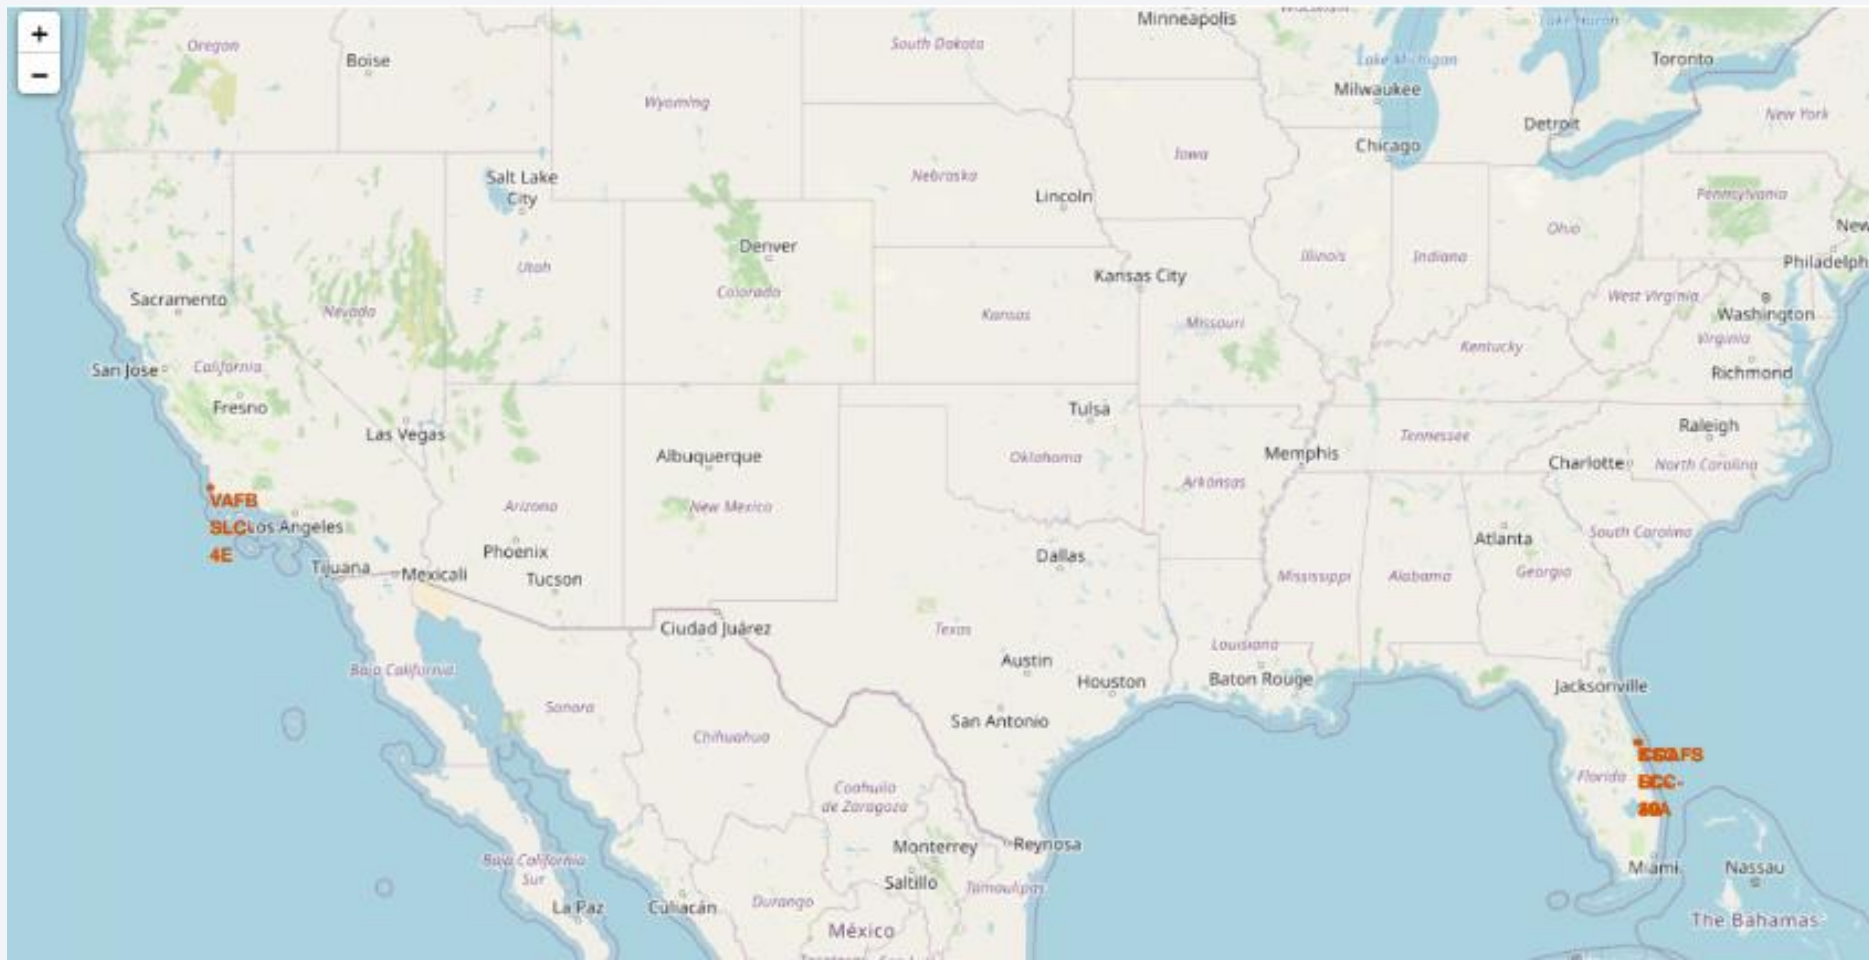 +
−
Oregon
Boise
Wyoming
South Dakota
Minneapolis
Wisconsin
Lake Michigan
Lake Huron
Toronto
Milwaukee
Detroit
New York
Chicago
Iowa
Nebraska
Lincoln
Salt Lake
City
Pennsylvania
New
Ohio
Denver
Utah
Colorado
Kansas City
Illinois
Indiana
Philadelph
Sacramento
Nevada
Kansas
Missouri
West Virginia
Washington
Virginia
Kentucky
San Jose
California
Richmond
Fresno
Las Vegas
Tulsa
Raleigh
Tennessee
Albuquerque
Oklahoma
Memphis
Charlotte
North Carolina
Arkansas
VAFB
SLC
4E
Los Angeles
Arizona
New Mexico
South Carolina
Atlanta
Phoenix
Dallas
Tijuana
Mexicali
Tucson
Mississippi
Alabama
Georgia
Ciudad Juárez
Texas
Louisiana
Austin
Baja California
Houston
Baton Rouge
Jacksonville
Sonora
San Antonio
Chihuahua
Florida
Coahuila
de Zaragoza
Monterrey
Reynosa
Baja California
Sur
Saltillo
Tamaulipas
Miami
Nassau
La Paz
Culiacán
Durango
The Bahamas
México